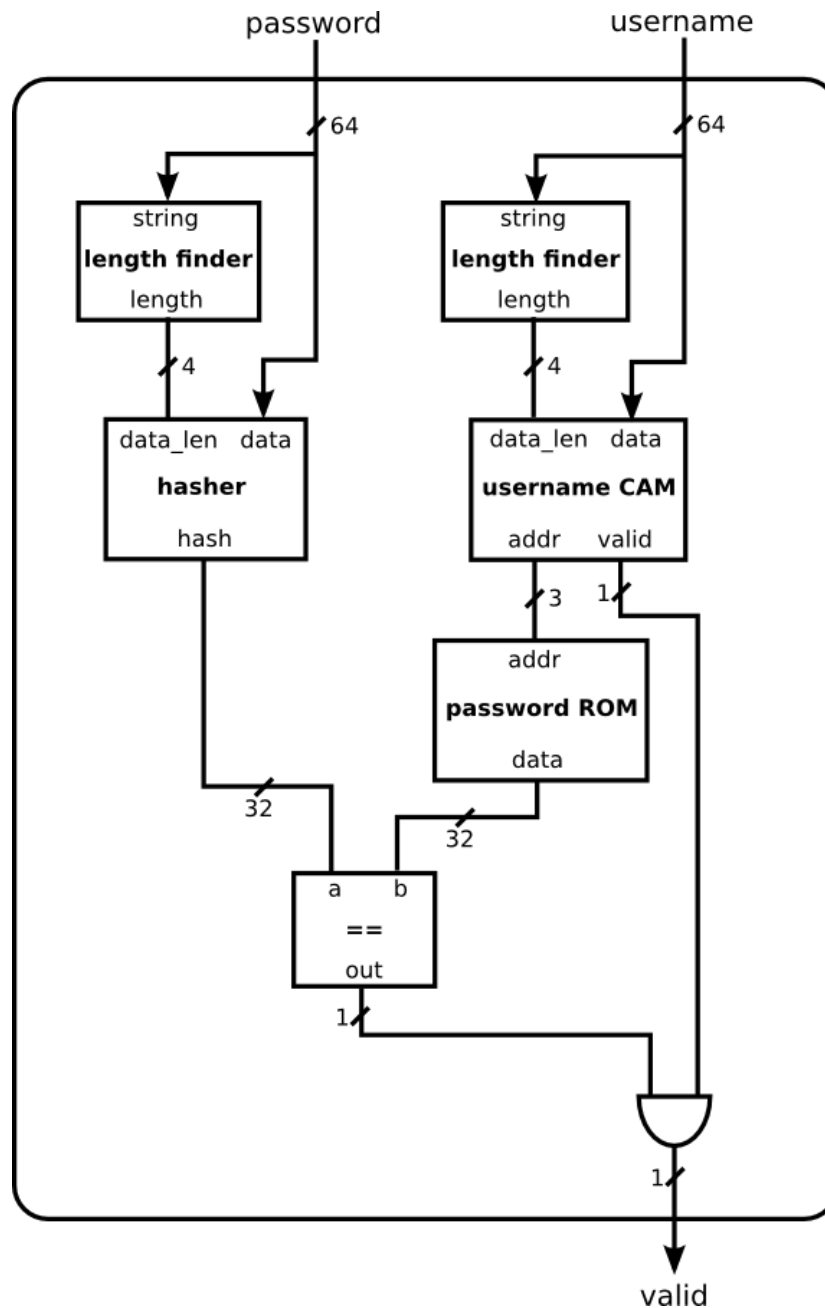 password
username
64
64
string
length finder
length
string
length finder
length
4
4
data_len data
hasher
hash
data_len data
username CAM
addr valid
3
1
addr
password ROM
data
32
32
a b
==
out
1
1
valid